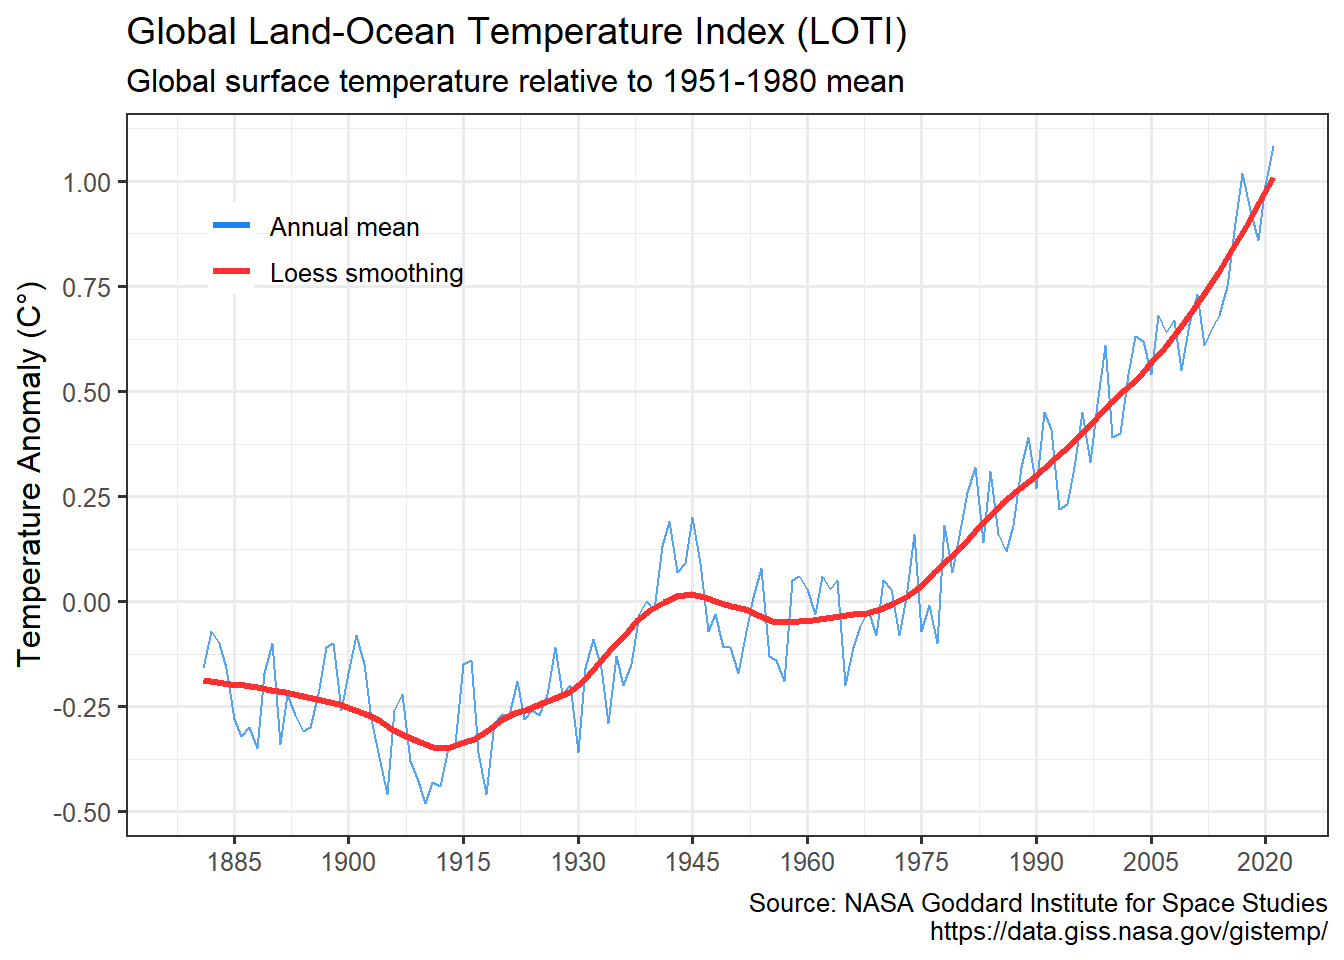 Global Land-Ocean Temperature Index (LOTI)
Global surface temperature relative to 1951-1980 mean
Temperature Anomaly (C°)
1.00
0.75
0.50
0.25
0.00
-0.25
-0.50
Annual mean
Loess smoothing
1885 1900 1915 1930 1945 1960 1975 1990 2005 2020
Source: NASA Goddard Institute for Space Studies
https://data.giss.nasa.gov/gistemp/